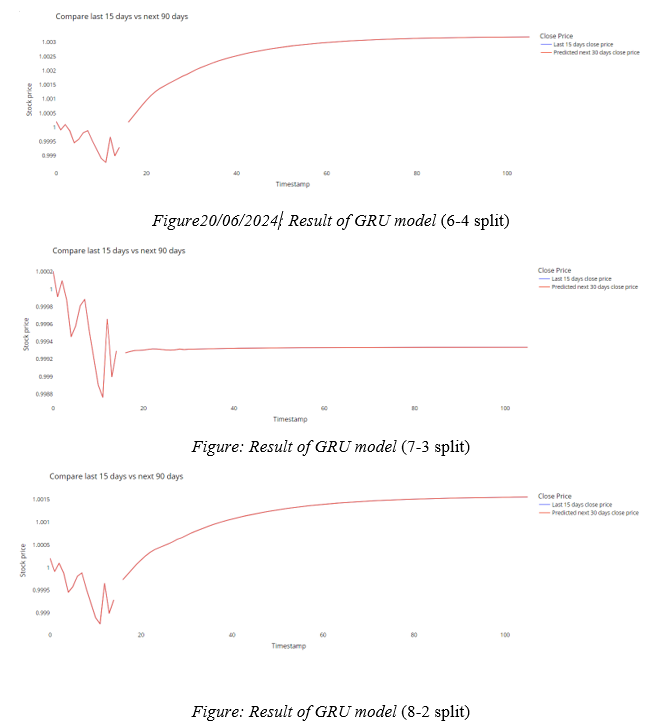 Compare last 15 days vs next 90 days
Close Price
Last 15 days close price
Predicted next 30 days close price
Stock price
1.003
1.0025
1.002
1.0015
1.001
1.0005
1
0.9995
0.999
0 20 40 60 80 100
Timestamp
Figure20/06/2024: Result of GRU model (6-4 split)
Compare last 15 days vs next 90 days
Close Price
Last 15 days close price
Predicted next 30 days close price
Stock price
1.0002
1
0.9998
0.9996
0.9994
0.9992
0.999
0.9988
0 20 40 60 80 100
Timestamp
Figure: Result of GRU model (7-3 split)
Compare last 15 days vs next 90 days
Close Price
Last 15 days close price
Predicted next 30 days close price
Stock price
1.0015
1.001
1.0005
1
0.9995
0.999
0 20 40 60 80 100
Timestamp
Figure: Result of GRU model (8-2 split)